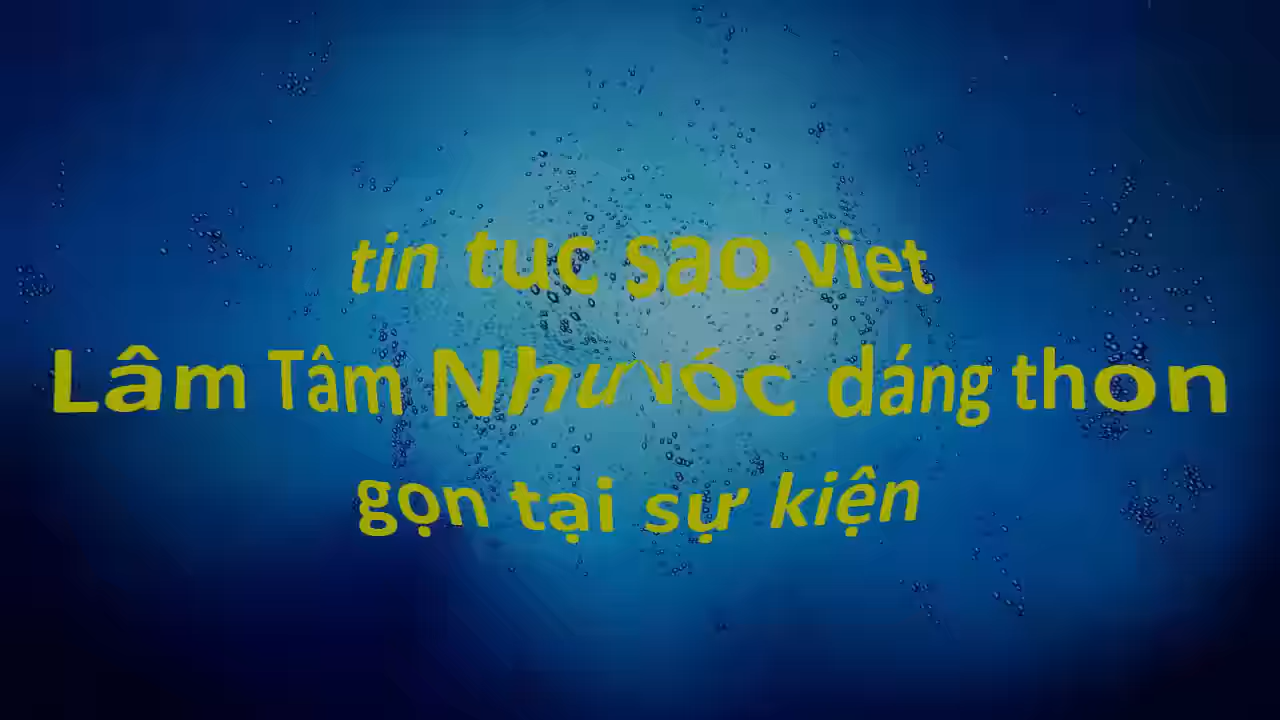 tin tuc sao viet
Lâm Tâm Như vóc dáng thon
gọn tại sự kiện